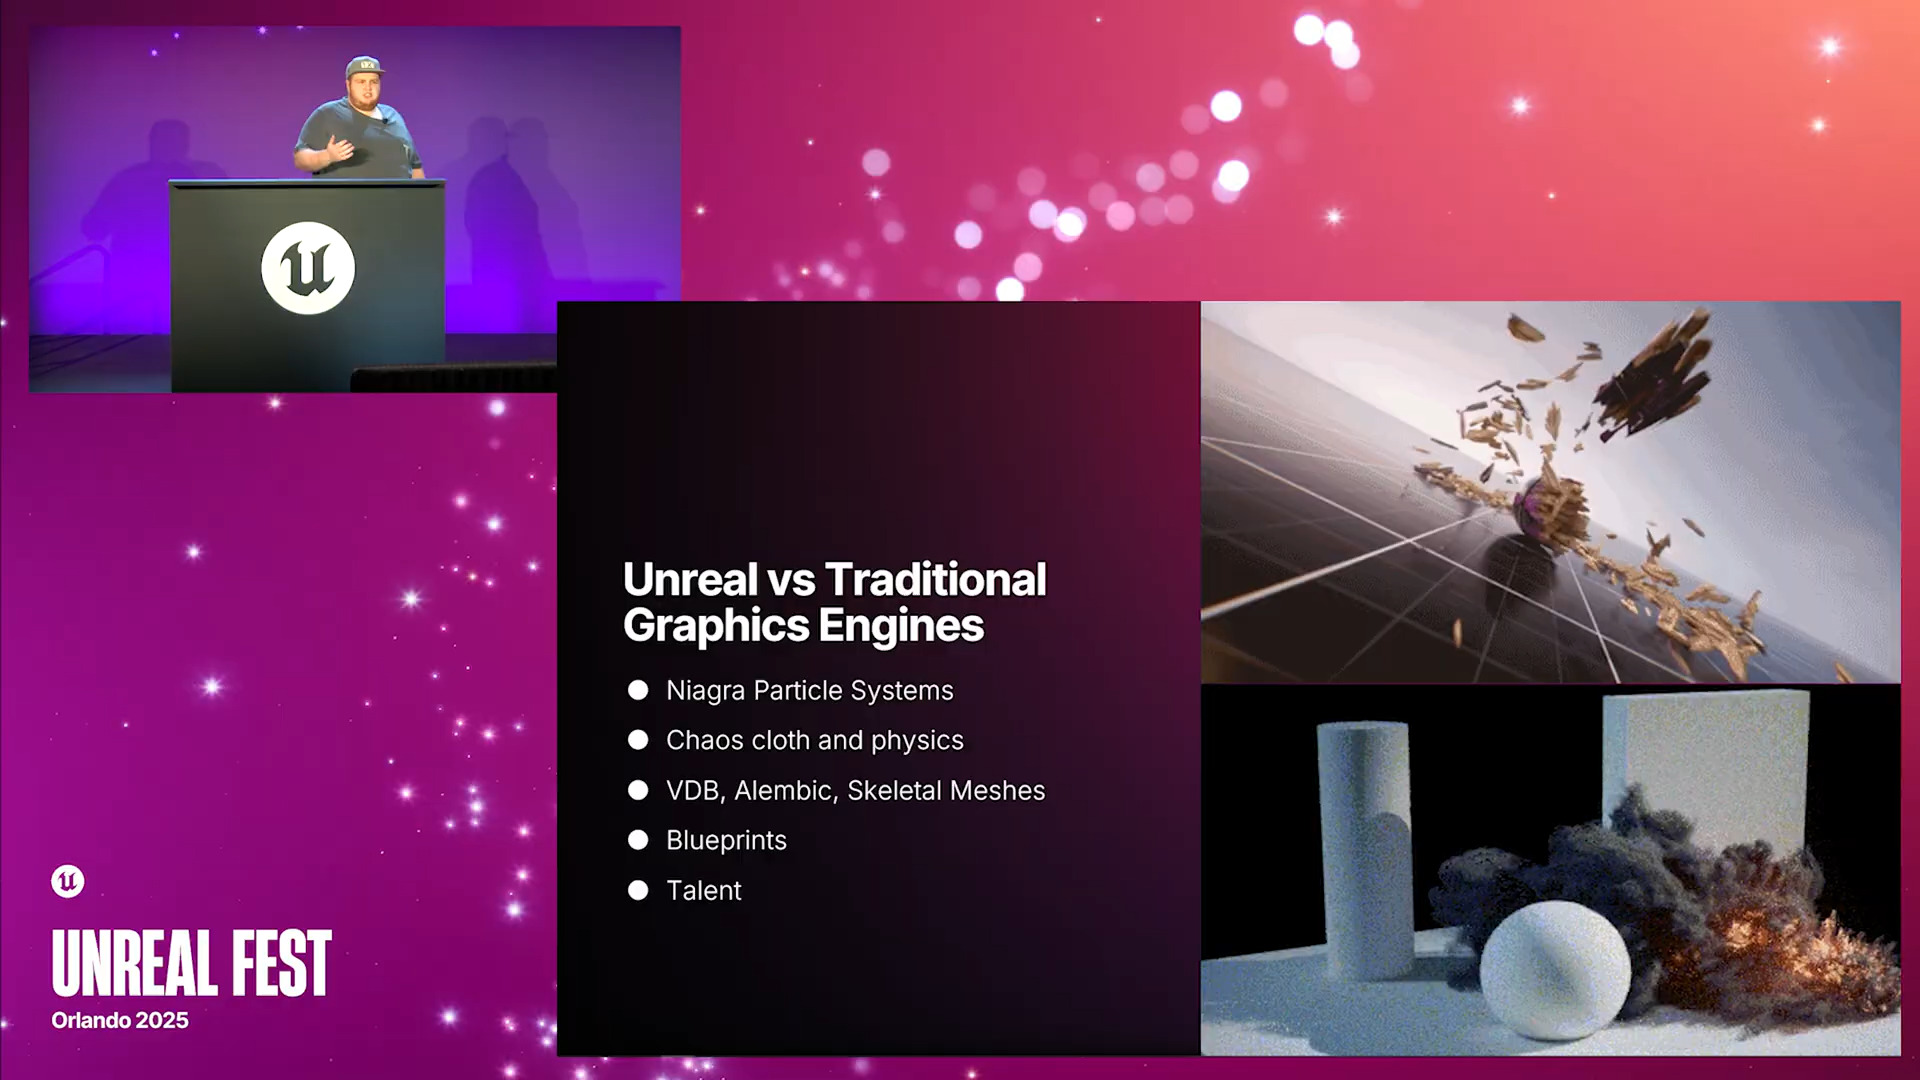 Unreal vs Traditional
Graphics Engines
Niagra Particle Systems
Chaos cloth and physics
VDB, Alembic, Skeletal Meshes
Blueprints
Talent
UNREAL FEST
Orlando 2025